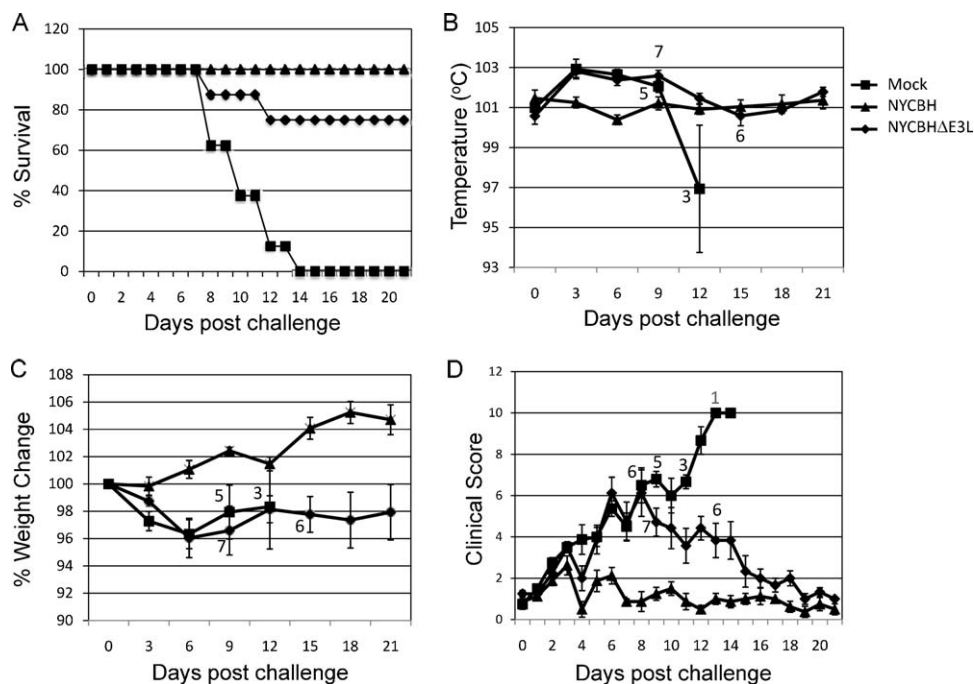 A
120
100
80
60
40
20
0
% Survival
0 2 4 6 8 10 12 14 16 18 20
Days post challenge
B
105
103
101
99
97
95
93
Temperature (°C)
7
5
6
3
0 3 6 9 12 15 18 21
Days post challenge
Mock
NYCBH
NYCBHΔE3L
C
108
106
104
102
100
98
96
94
92
90
% Weight Change
5
3
7
6
0 3 6 9 12 15 18 21
Days post challenge
D
12
10
8
6
4
2
0
Clinical Score
1
6
5
3
7
6
0 2 4 6 8 10 12 14 16 18 20
Days post challenge